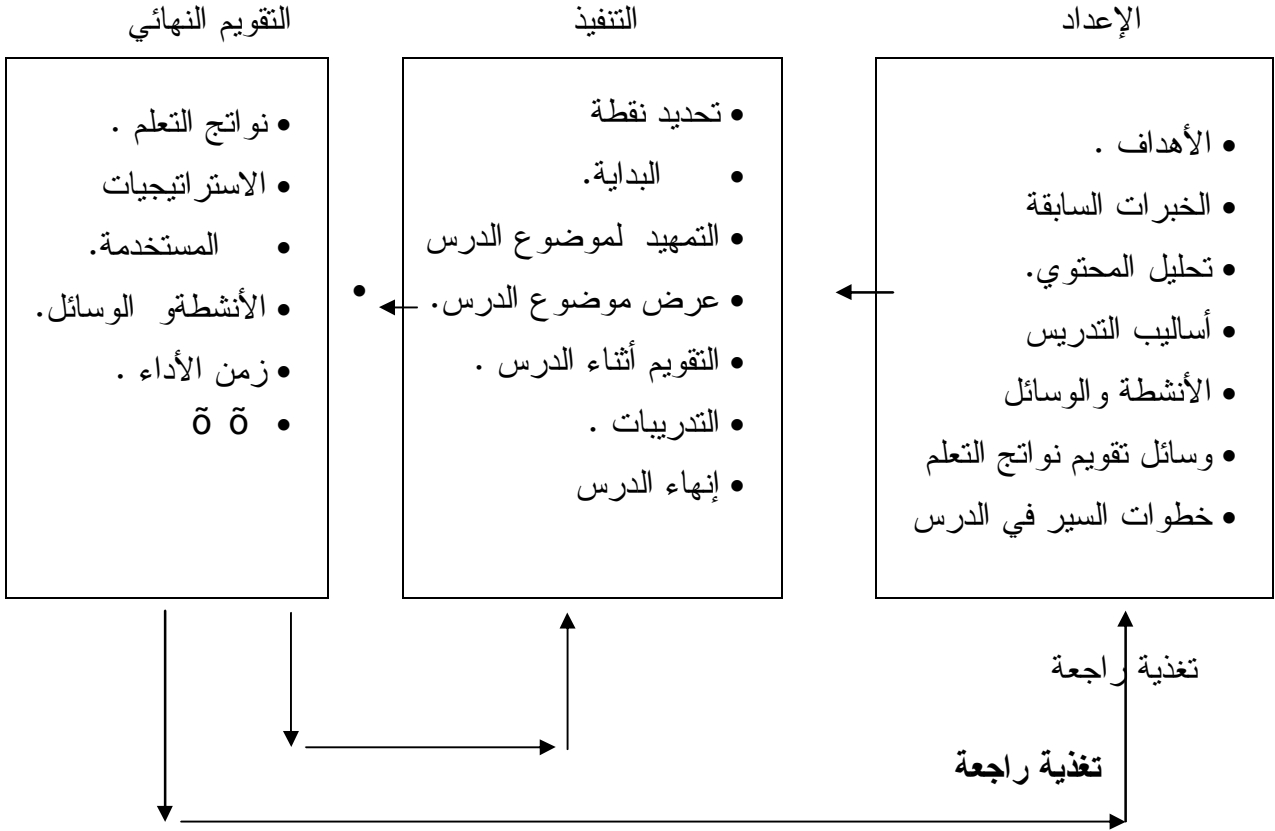 الإعداد
التنفيذ
التقويم النهائي
• الأهداف .
• الخبرات السابقة
• تحليل المحتوي.
• أساليب التدريس
• الأنشطة والوسائل
• وسائل تقويم نواتج التعلم
• خطوات السير في الدرس
• تحديد نقطة
• البداية.
• التمهيد لموضوع الدرس
• عرض موضوع الدرس.
• التقويم أثناء الدرس .
• التدريبات .
• إنهاء الدرس
•
• نواتج التعلم .
• الاستراتيجيات
• المستخدمة.
• الأنشطةو الوسائل.
• زمن الأداء .
• õ õ
تغذية راجعة
تغذية راجعة